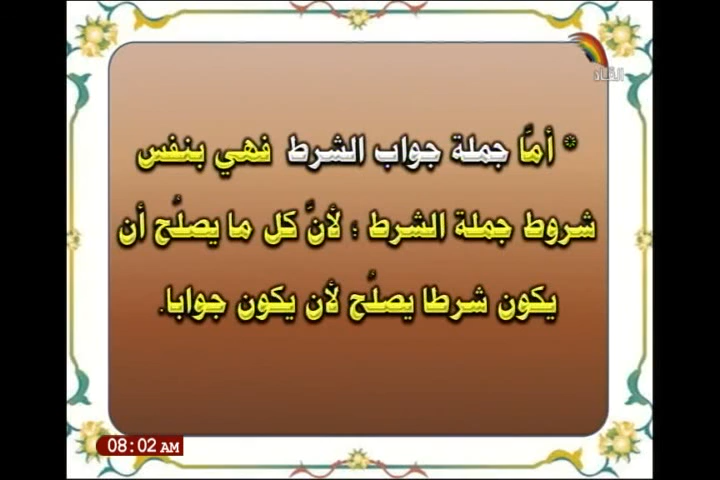 القناة
* أمَّا جملة جواب الشرط فهي بنفس
شروط جملة الشرط ؛ لأنَّ كل ما يصلُح أن
يكون شرطا يصلُح لأن يكون جوابا.
08:02 AM